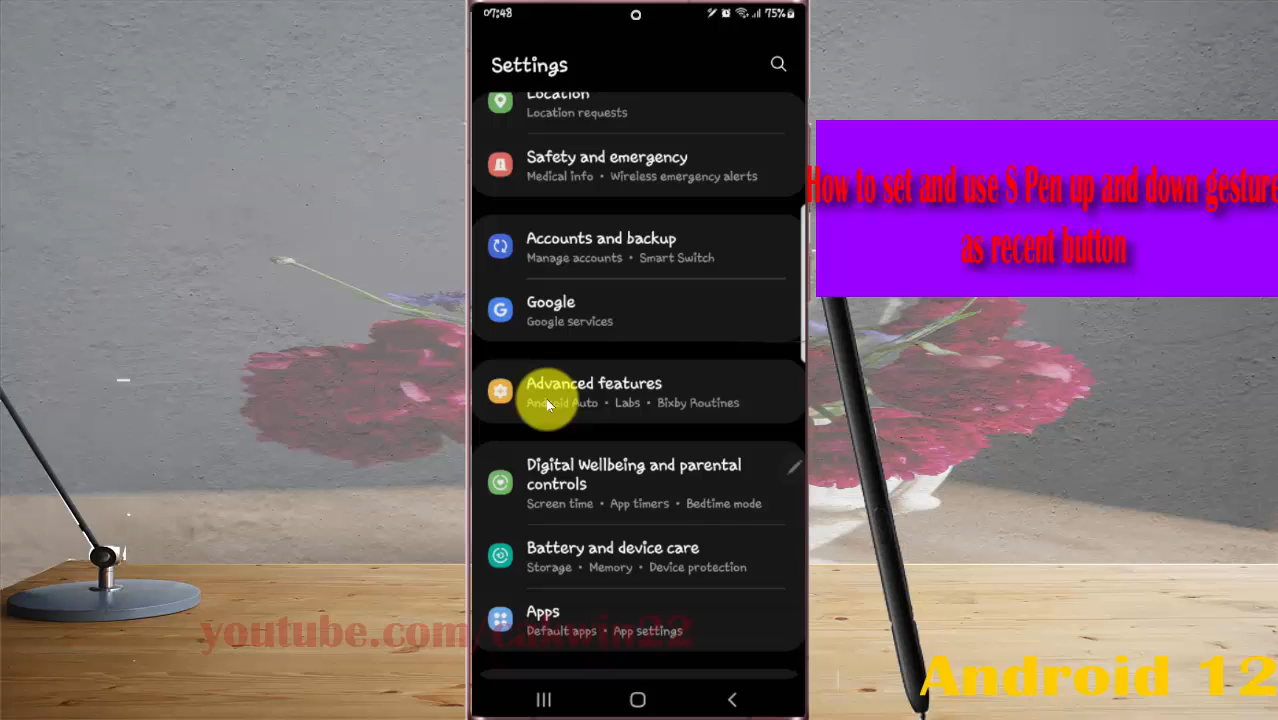 07:48
75%
Settings
Location
Location requests
Safety and emergency
Medical info • Wireless emergency alerts
Accounts and backup
Manage accounts • Smart Switch
Google
Google services
Advanced features
Android Auto • Labs • Bixby Routines
Digital Wellbeing and parental
controls
Screen time • App timers • Bedtime mode
Battery and device care
Storage • Memory • Device protection
Apps
Default apps • App settings
How to set and use S Pen up and down gesture
as recent button
Android 12